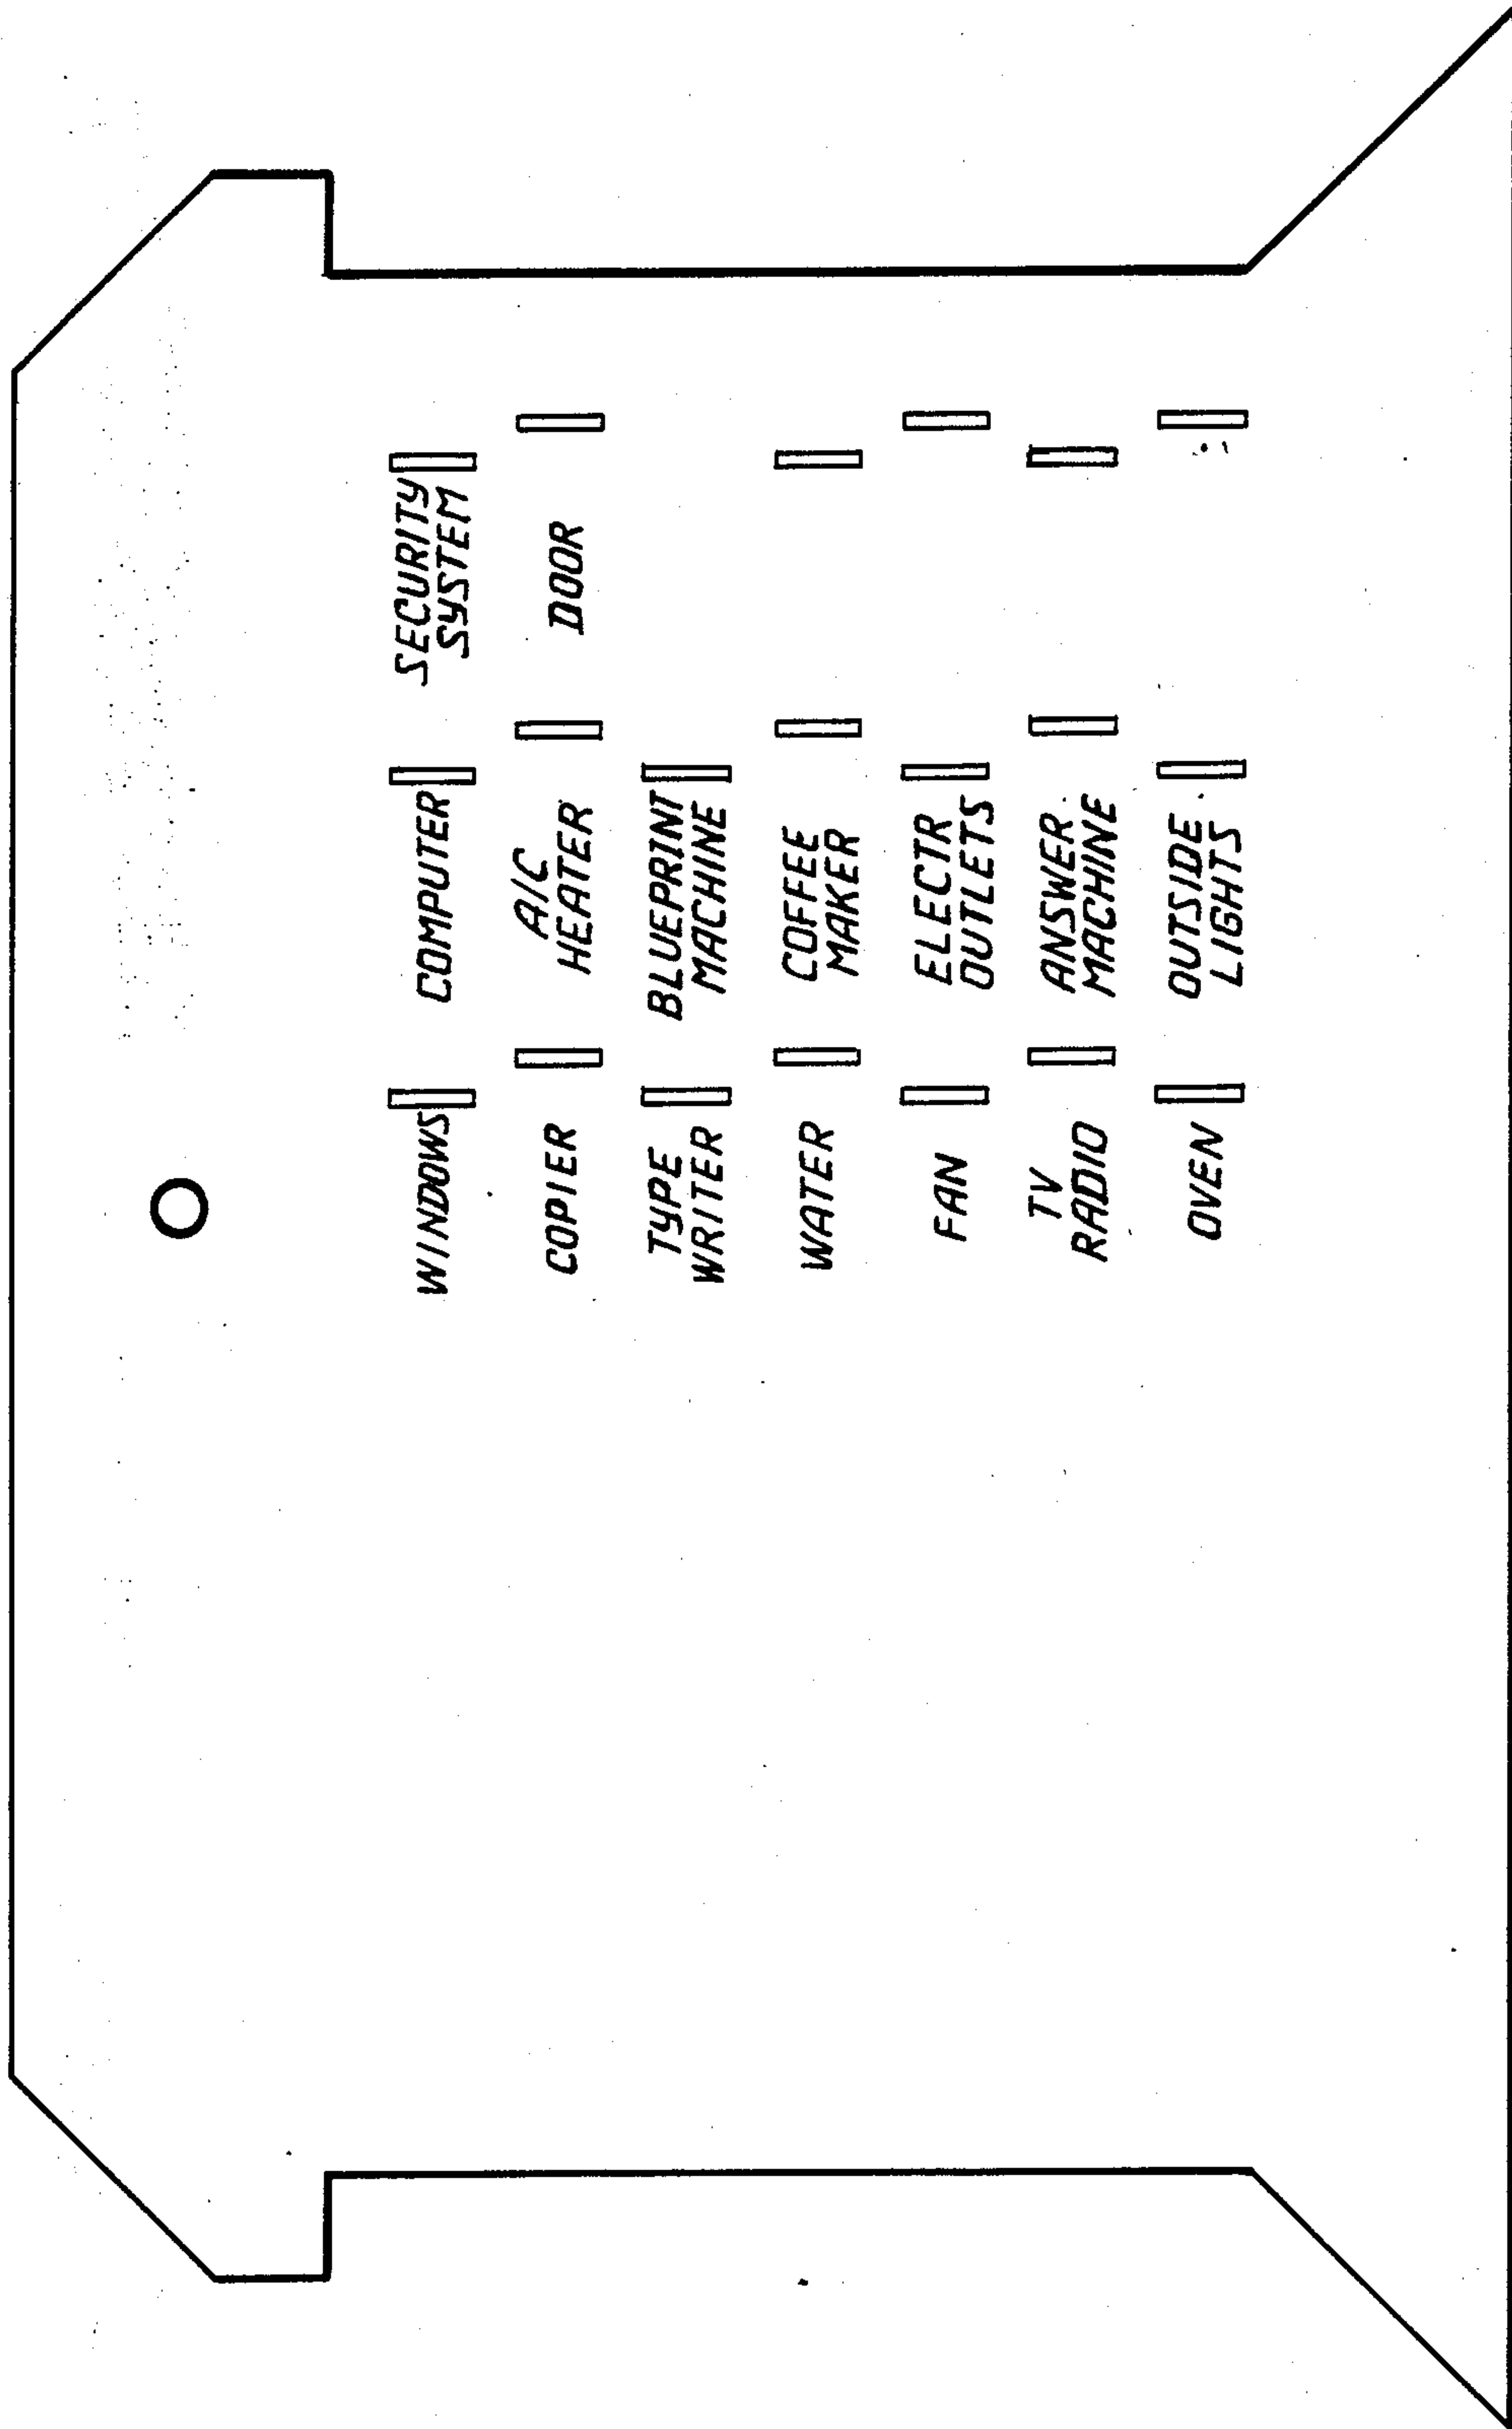 WINDOWS
COMPUTER
SECURITY
SYSTEM
COPIER
A/C
HEATER
DOOR
TYPE
WRITER
BLUEPRINT
MACHINE
WATER
COFFEE
MAKER
FAN
ELECTR
OUTLETS
TV
RADIO
ANSWER
MACHINE
OVEN
OUTSIDE
LIGHTS